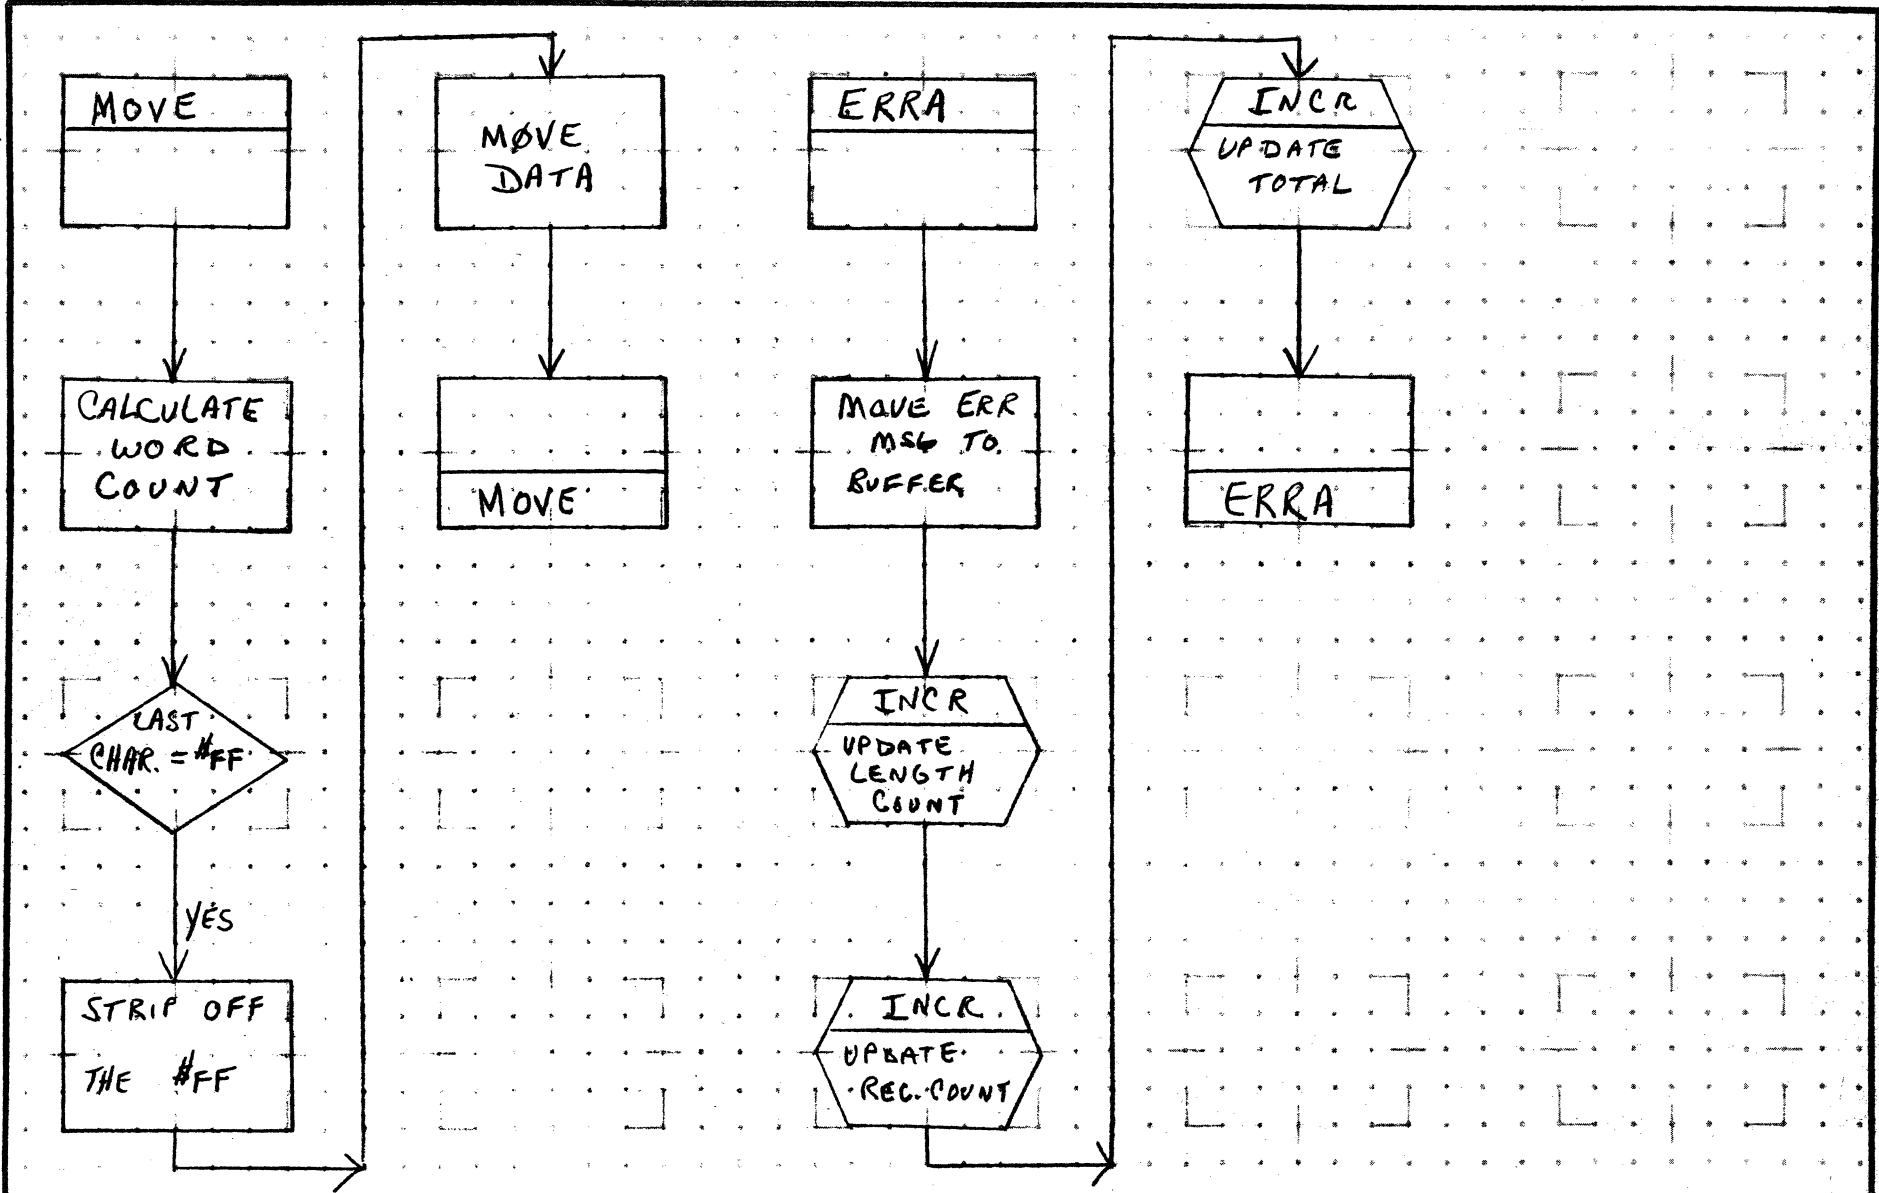 MOVE
CALCULATE
WORD
COUNT
LAST
CHAR. = #FF
YES
STRIP OFF
THE #FF
MØVE
DATA
MOVE
ERRA
MOVE ERR
MSG TO
BUFFER
INCR
UPDATE
LENGTH
COUNT
INCR
UPDATE
REC. COUNT
INCR
UPDATE
TOTAL
ERRA